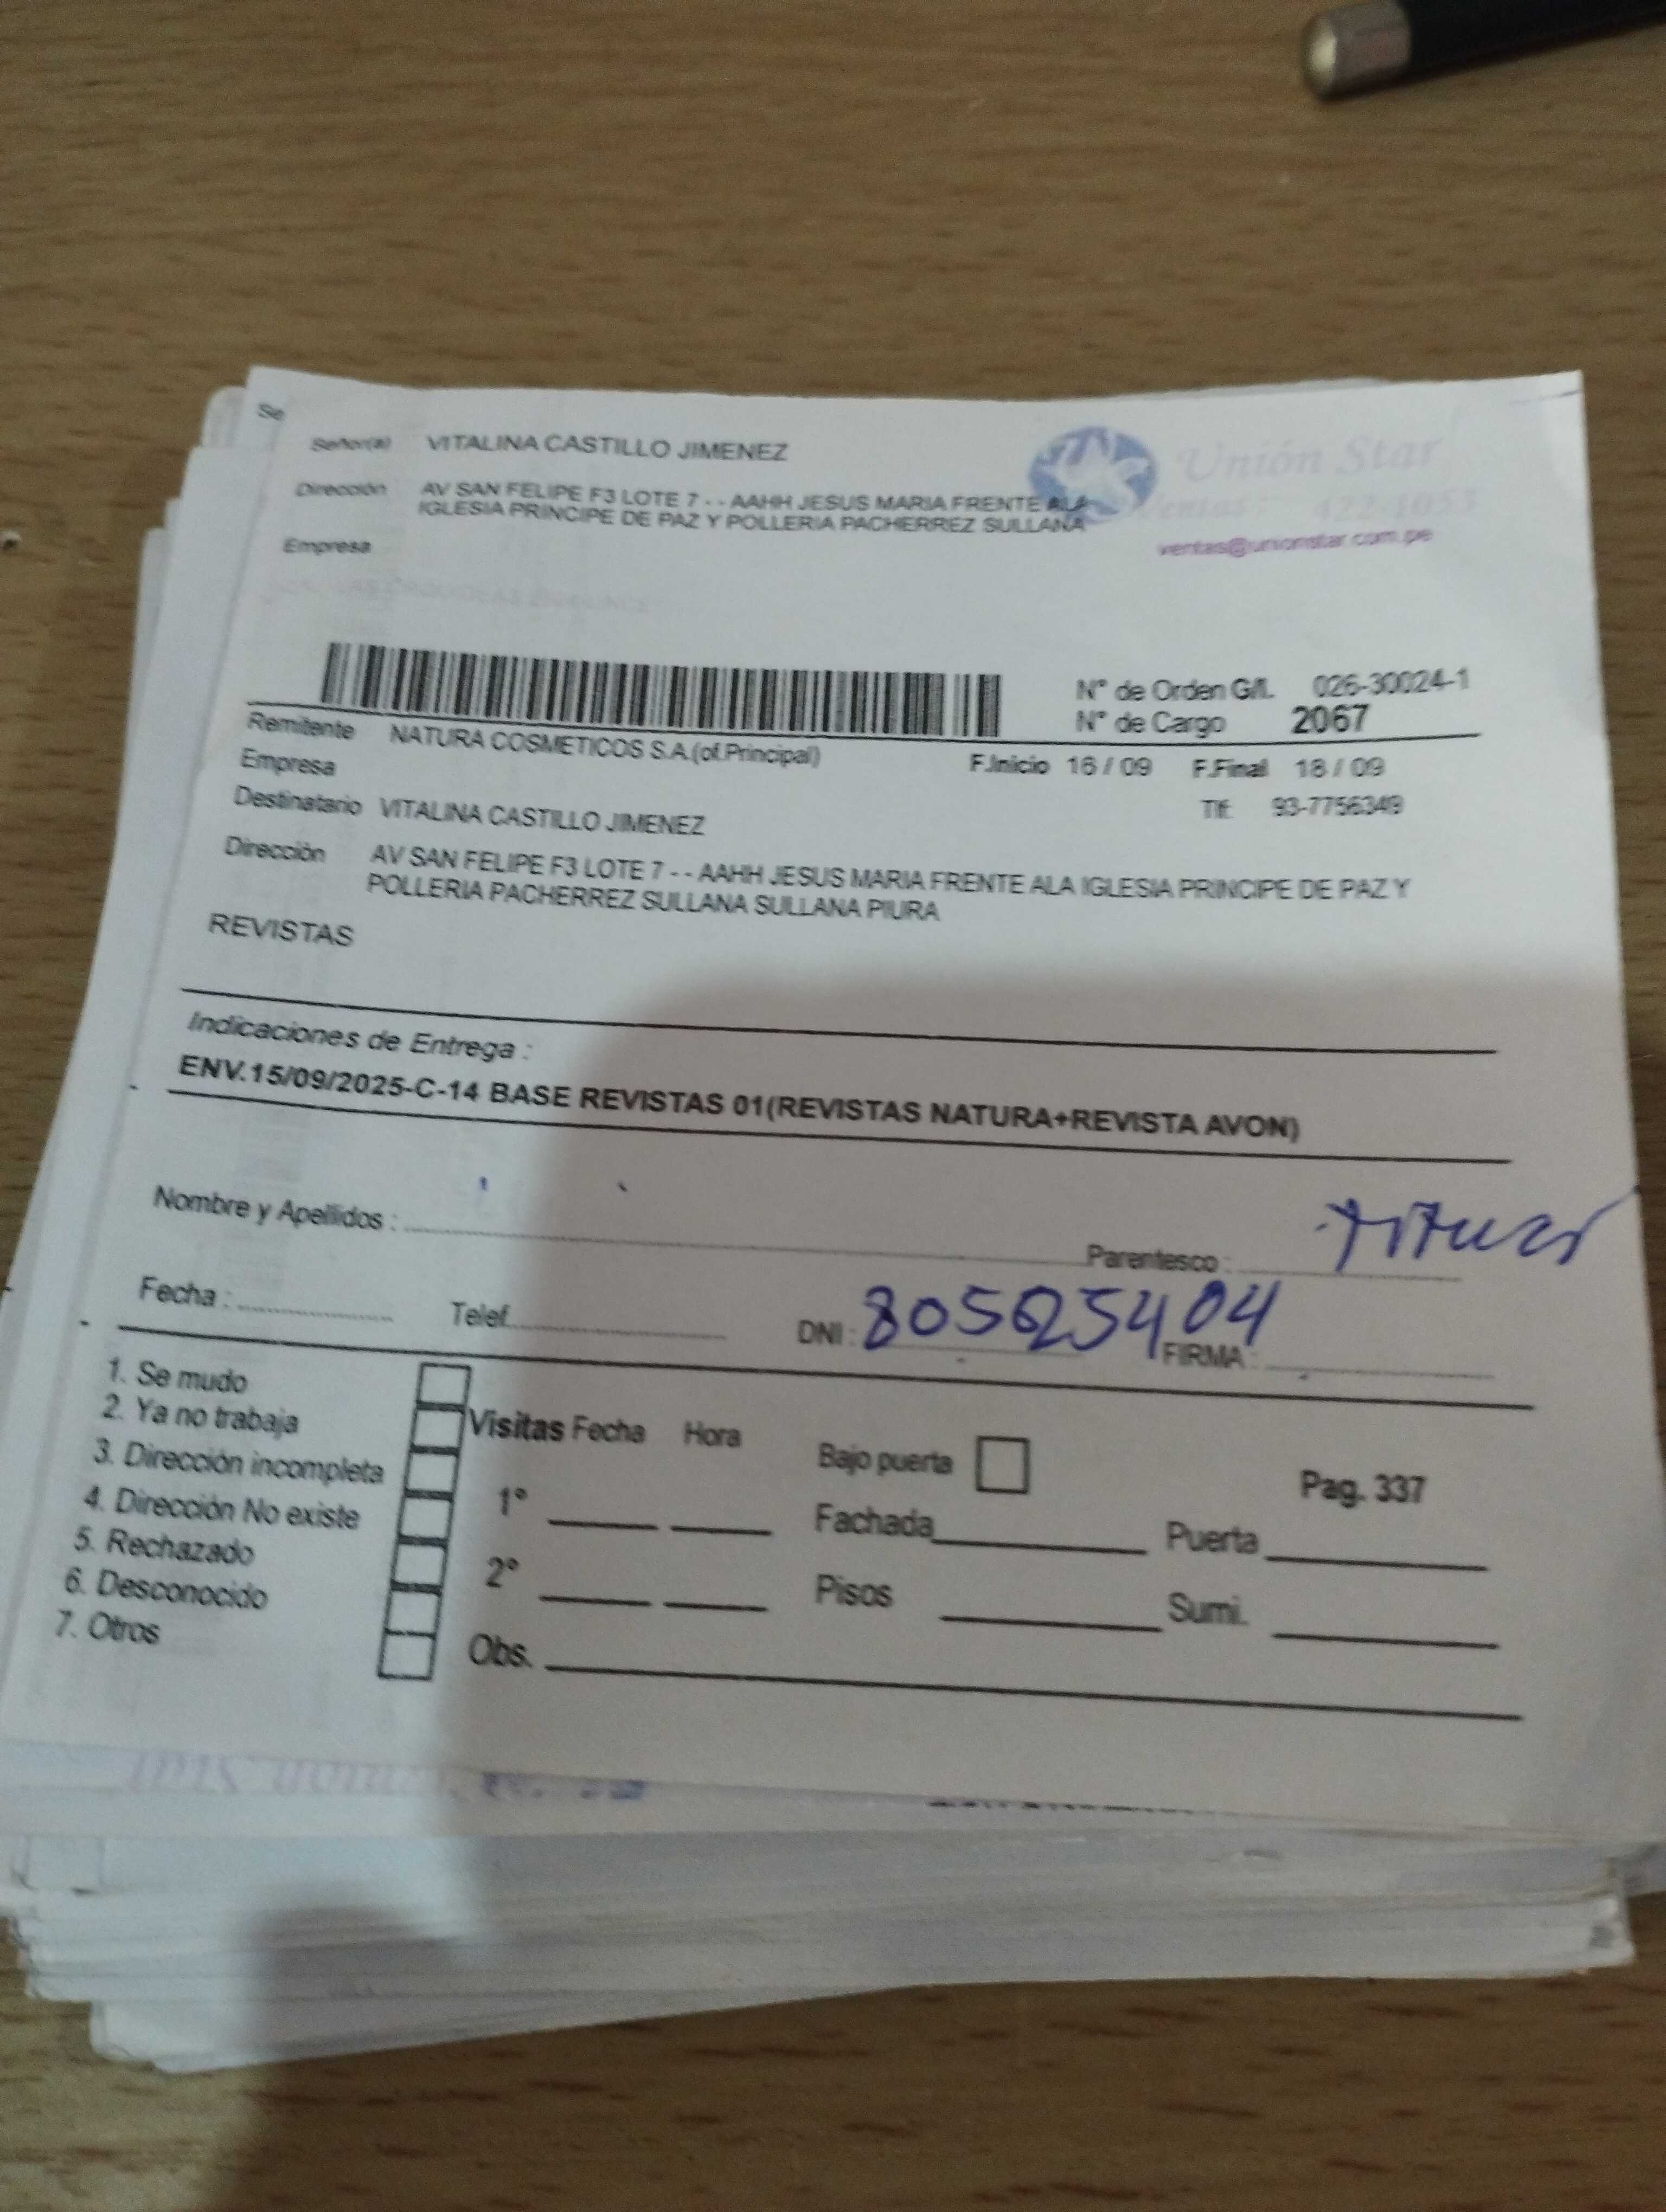 Se
Señor(a) VITALINA CASTILLO JIMENEZ
Unión Star
Dirección AV SAN FELIPE F3 LOTE 7 - - AAHH JESUS MARIA FRENTE ALA
IGLESIA PRINCIPE DE PAZ Y POLLERIA PACHERREZ SULLANA
Ventas 422-1055
Empresa
ventas@unionstar.com.pe
N° de Orden G/L 026-30024-1
N° de Cargo 2067
Remitente NATURA COSMETICOS S.A.(of.Principal)
Empresa F.Inicio 16 / 09 F.Final 18 / 09
Destinatario VITALINA CASTILLO JIMENEZ Tlf: 93-7756349
Dirección AV SAN FELIPE F3 LOTE 7 - - AAHH JESUS MARIA FRENTE ALA IGLESIA PRINCIPE DE PAZ Y
POLLERIA PACHERREZ SULLANA SULLANA PIURA
REVISTAS
Indicaciones de Entrega :
ENV.15/09/2025-C-14 BASE REVISTAS 01(REVISTAS NATURA+REVISTA AVON)
Nombre y Apellidos : Parentesco : titular
Fecha : Telef. DNI : 80525404 FIRMA :
1. Se mudo
2. Ya no trabaja
3. Dirección incompleta
4. Dirección No existe
5. Rechazado
6. Desconocido
7. Otros
Visitas Fecha Hora
1°
2°
Obs.
Bajo puerta Pag. 337
Fachada Puerta
Pisos Sumi.